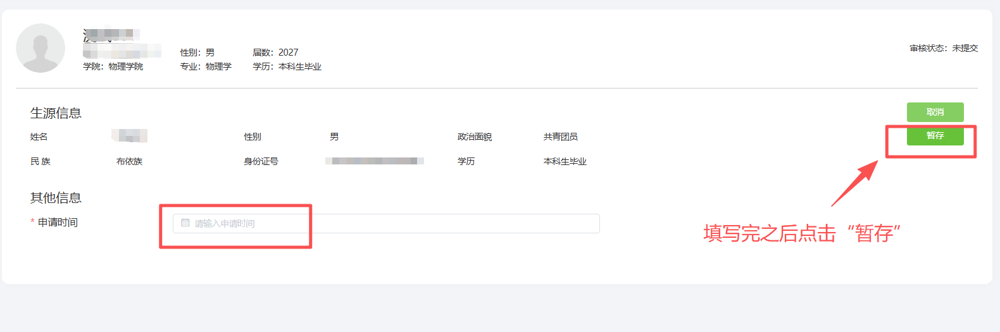 性别：男 届数：2027 审核状态：未提交
学院：物理学院 专业：物理学 学历：本科生毕业
生源信息 取消
姓名 性别 男 政治面貌 共青团员 暂存
民 族 布依族 身份证号 学历 本科生毕业
其他信息
* 申请时间 请输入申请时间
填写完之后点击“暂存”